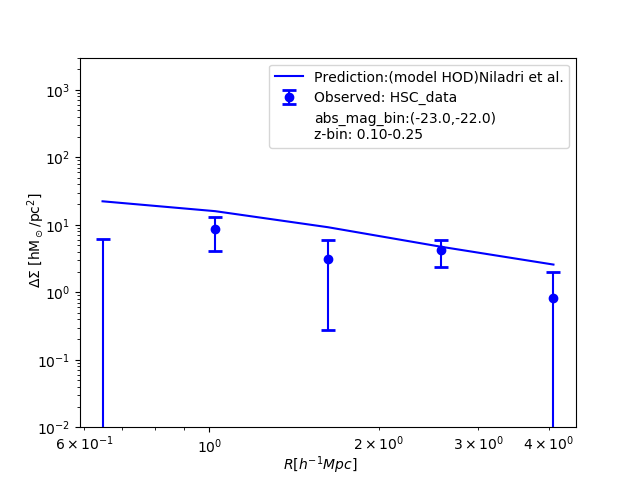 Prediction:(model HOD)Niladri et al.
Observed: HSC_data
abs_mag_bin:(-23.0,-22.0)
z-bin: 0.10-0.25
ΔΣ [hM⊙/pc²]
10³
10²
10¹
10⁰
10⁻¹
10⁻²
6 × 10⁻¹
10⁰
2 × 10⁰
3 × 10⁰
4 × 10⁰
R[h⁻¹Mpc]